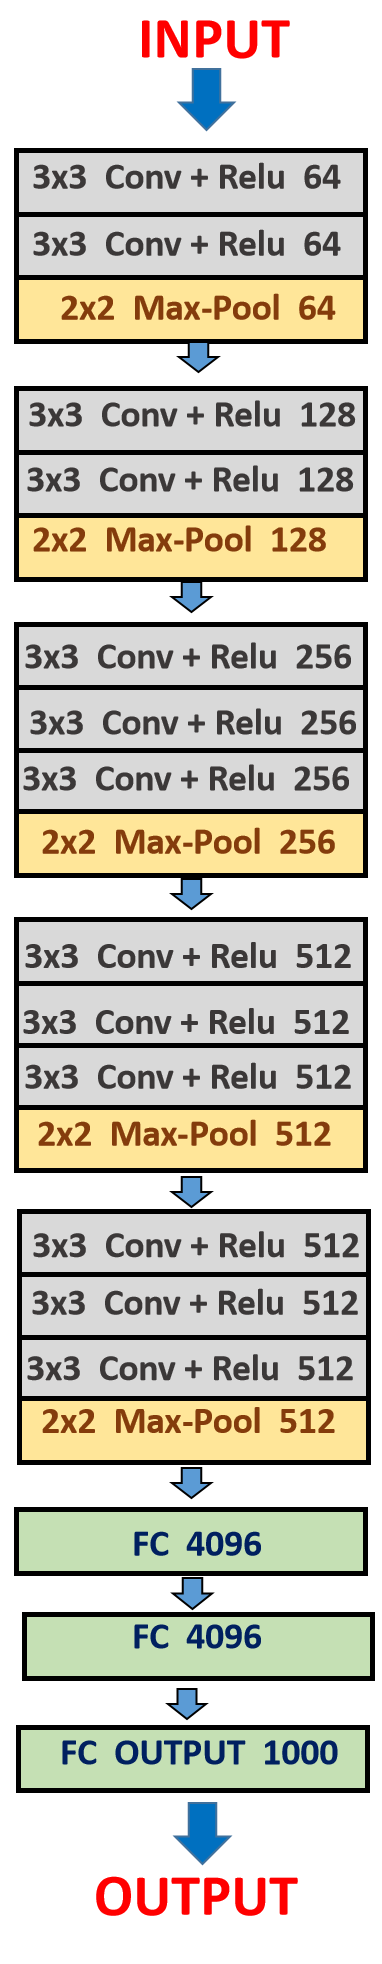 INPUT
3x3 Conv + Relu 64
3x3 Conv + Relu 64
2x2 Max-Pool 64
3x3 Conv + Relu 128
3x3 Conv + Relu 128
2x2 Max-Pool 128
3x3 Conv + Relu 256
3x3 Conv + Relu 256
3x3 Conv + Relu 256
2x2 Max-Pool 256
3x3 Conv + Relu 512
3x3 Conv + Relu 512
3x3 Conv + Relu 512
2x2 Max-Pool 512
3x3 Conv + Relu 512
3x3 Conv + Relu 512
3x3 Conv + Relu 512
2x2 Max-Pool 512
FC 4096
FC 4096
FC OUTPUT 1000
OUTPUT